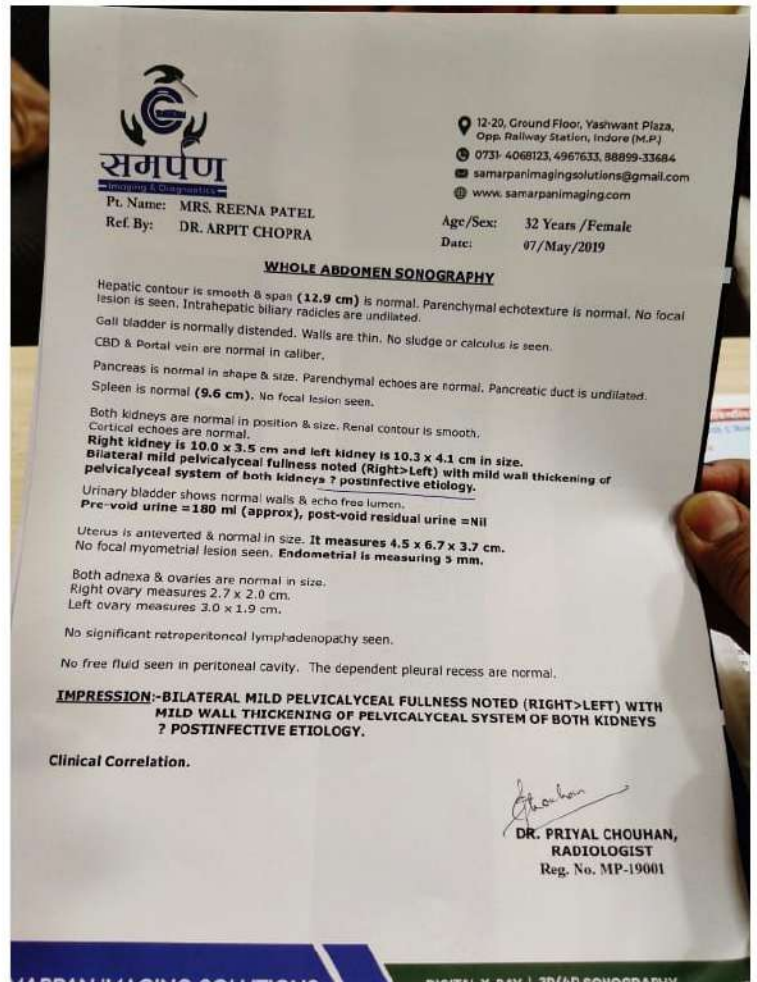 समर्पण
Imaging & Diagnostics
12-20, Ground Floor, Yashwant Plaza,
Opp. Railway Station, Indore (M.P.)
0731- 4068123, 4967633, 88899-33684
samarpanimagingsolutions@gmail.com
www. samarpanimaging.com
Pt. Name: MRS. REENA PATEL
Ref. By: DR. ARPIT CHOPRA
Age/Sex: 32 Years /Female
Date: 07/May/2019
WHOLE ABDOMEN SONOGRAPHY
Hepatic contour is smooth & span (12.9 cm) is normal. Parenchymal echotexture is normal. No focal
lesion is seen. Intrahepatic biliary radicles are undilated.
Gall bladder is normally distended. Walls are thin. No sludge or calculus is seen.
CBD & Portal vein are normal in caliber.
Pancreas is normal in shape & size. Parenchymal echoes are normal. Pancreatic duct is undilated.
Spleen is normal (9.6 cm). No focal lesion seen.
Both kidneys are normal in position & size. Renal contour is smooth.
Cortical echoes are normal.
Right kidney is 10.0 x 3.5 cm and left kidney is 10.3 x 4.1 cm in size.
Bilateral mild pelvicalyceal fullness noted (Right>Left) with mild wall thickening of
pelvicalyceal system of both kidneys ? postinfective etiology.
Urinary bladder shows normal walls & echo free lumen.
Pre-void urine =180 ml (approx), post-void residual urine =Nil
Uterus is anteverted & normal in size. It measures 4.5 x 6.7 x 3.7 cm.
No focal myometrial lesion seen. Endometrial is measuring 5 mm.
Both adnexa & ovaries are normal in size.
Right ovary measures 2.7 x 2.0 cm.
Left ovary measures 3.0 x 1.9 cm.
No significant retroperitoneal lymphadenopathy seen.
No free fluid seen in peritoneal cavity. The dependent pleural recess are normal.
IMPRESSION:-BILATERAL MILD PELVICALYCEAL FULLNESS NOTED (RIGHT>LEFT) WITH
MILD WALL THICKENING OF PELVICALYCEAL SYSTEM OF BOTH KIDNEYS
? POSTINFECTIVE ETIOLOGY.
Clinical Correlation.
DR. PRIYAL CHOUHAN,
RADIOLOGIST
Reg. No. MP-19001